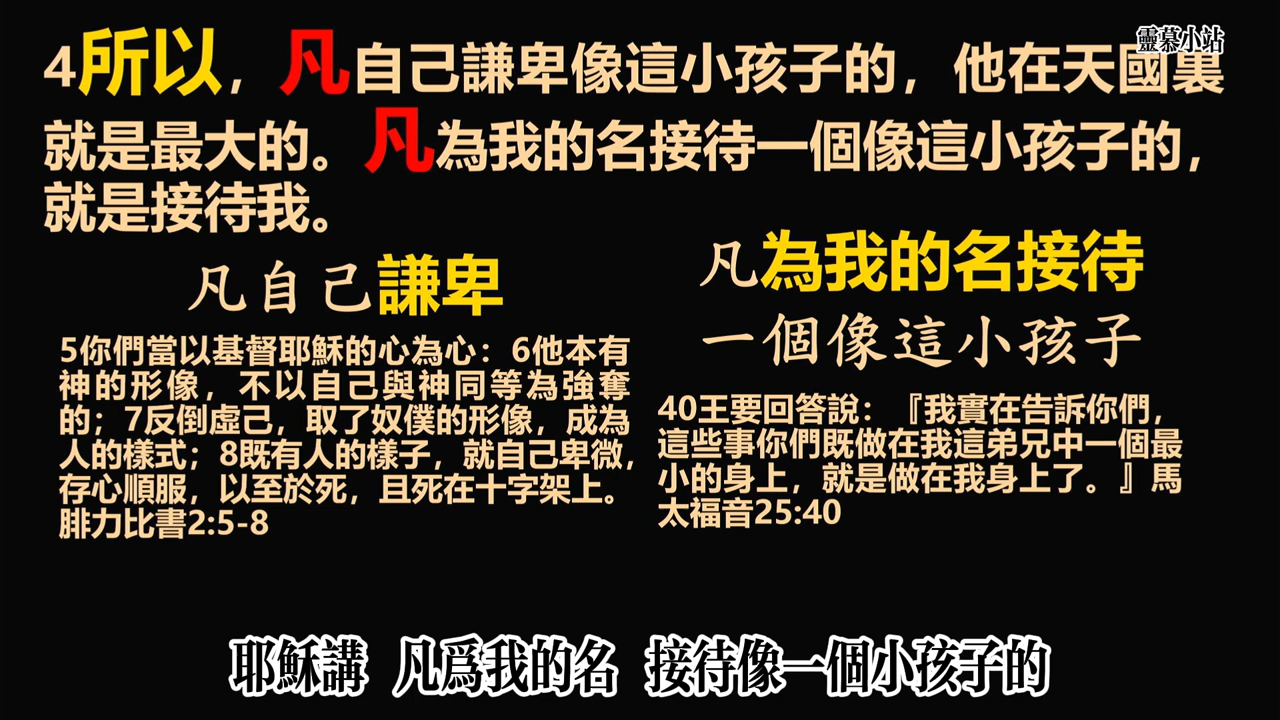 靈慕小站
4所以，凡自己謙卑像這小孩子的，他在天國裏
就是最大的。凡為我的名接待一個像這小孩子的，
就是接待我。
凡自己謙卑
5你們當以基督耶穌的心為心：6他本有
神的形像，不以自己與神同等為強奪
的；7反倒虛己，取了奴僕的形像，成為
人的樣式；8既有人的樣子，就自己卑微，
存心順服，以至於死，且死在十字架上。
腓力比書2:5-8
凡為我的名接待
一個像這小孩子
40王要回答說：『我實在告訴你們，
這些事你們既做在我這弟兄中一個最
小的身上，就是做在我身上了。』馬
太福音25:40
耶穌講 凡爲我的名 接待像一個小孩子的